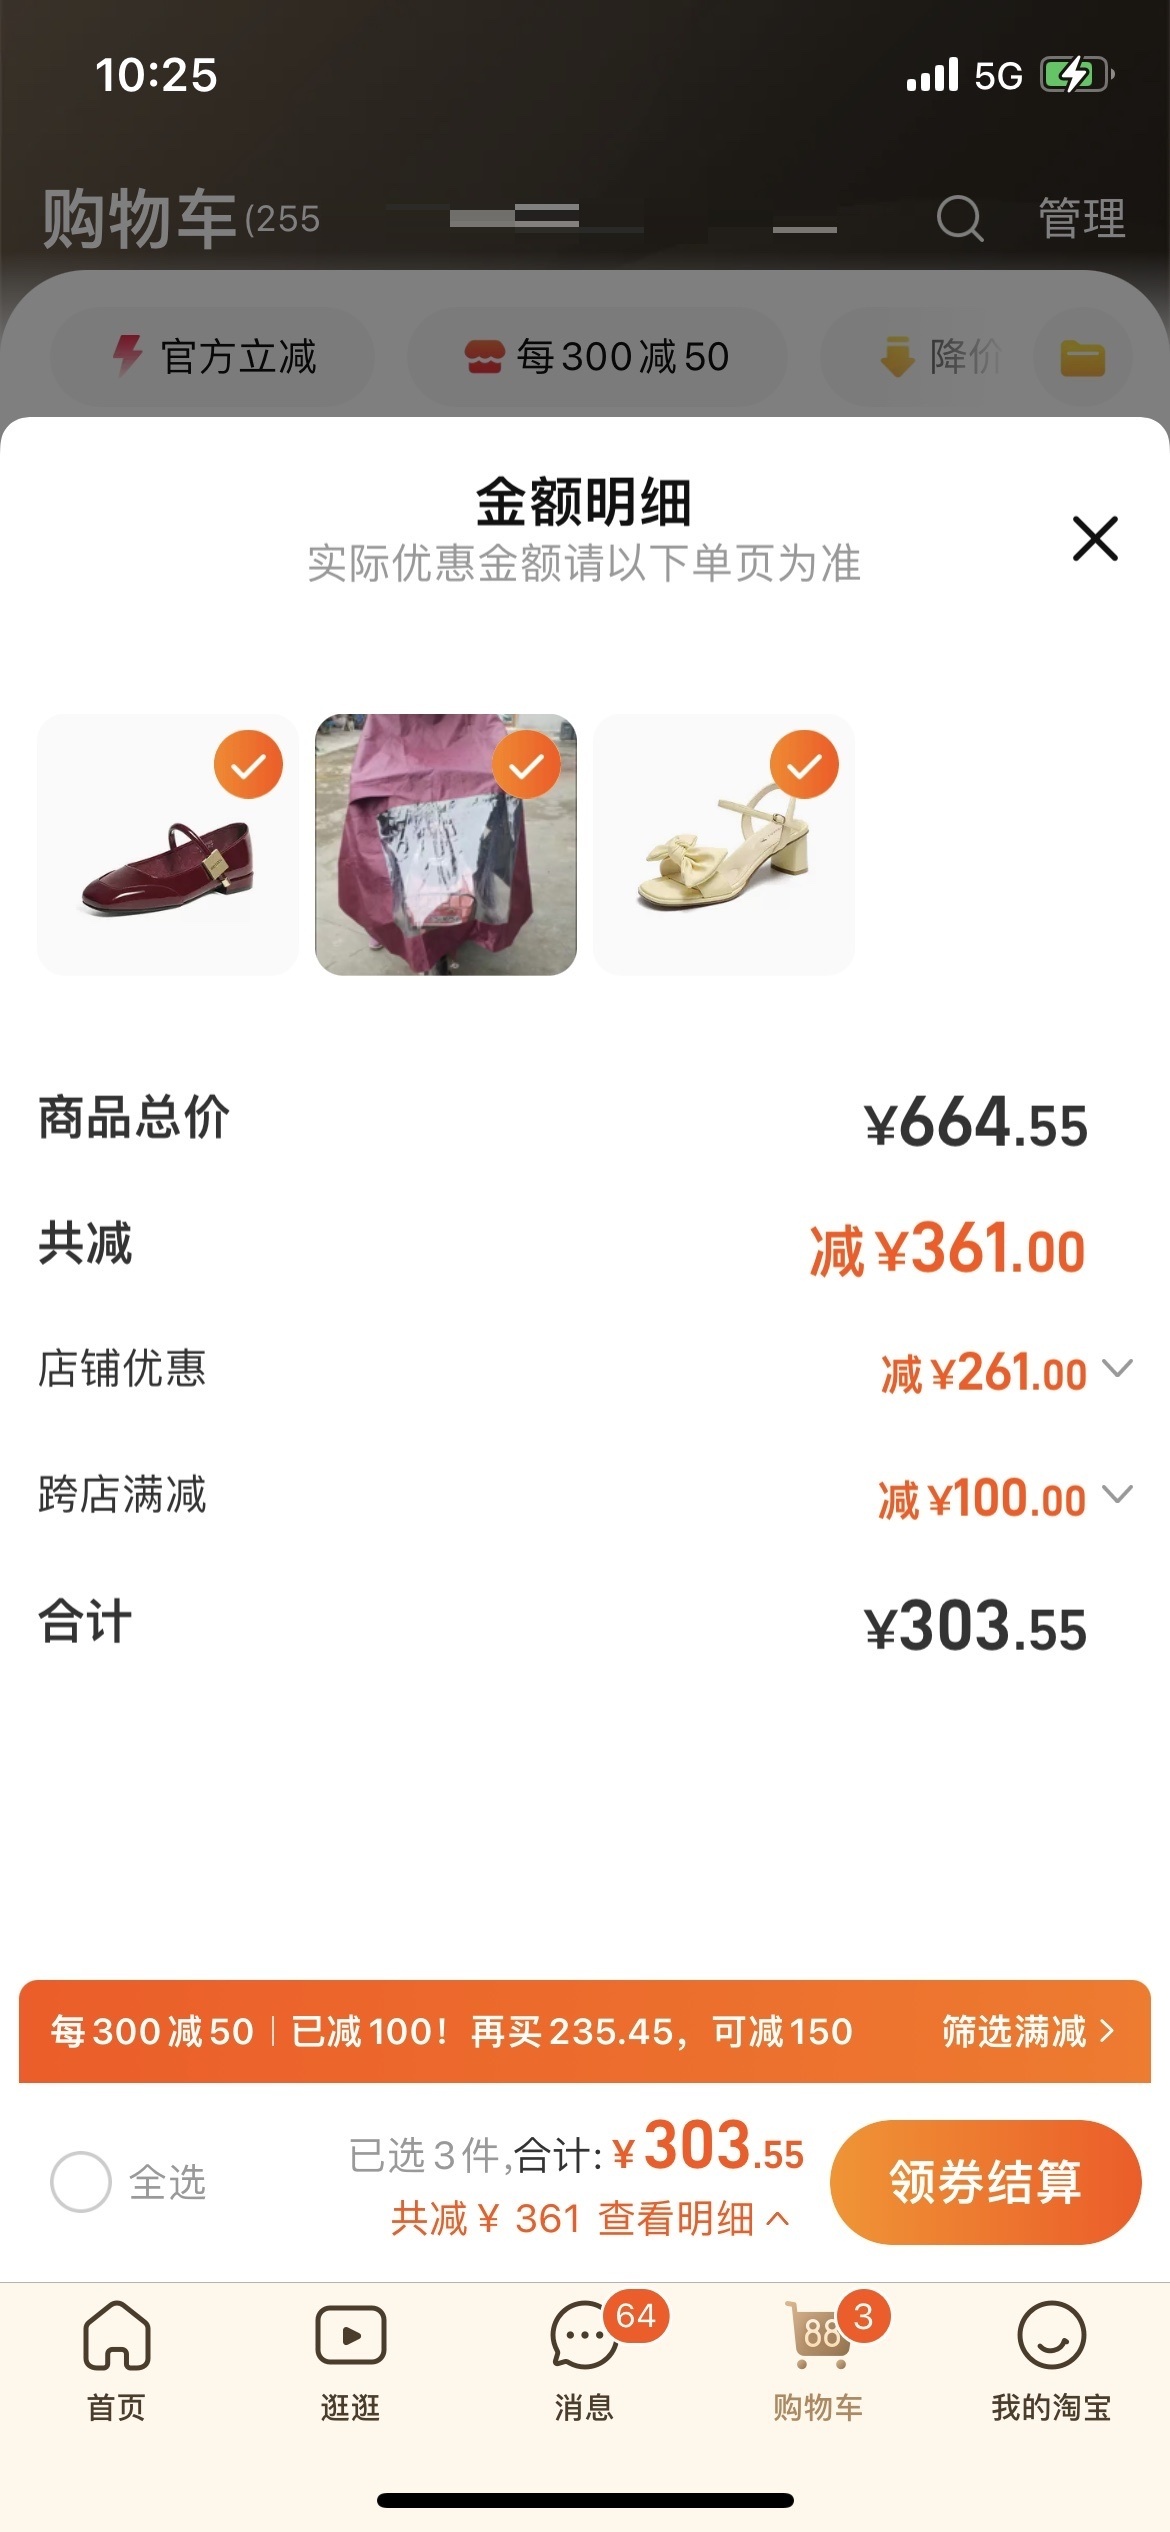 10:25
5G
购物车(255
管理
官方立减
每300减50
降价
金额明细
实际优惠金额请以下单页为准
商品总价
¥664.55
共减
减¥361.00
店铺优惠
减¥261.00
跨店满减
减¥100.00
合计
¥303.55
每300减50 | 已减100！再买235.45，可减150
筛选满减
全选
已选3件,合计:¥303.55
共减¥ 361 查看明细
领券结算
64
88
3
首页
逛逛
消息
购物车
我的淘宝